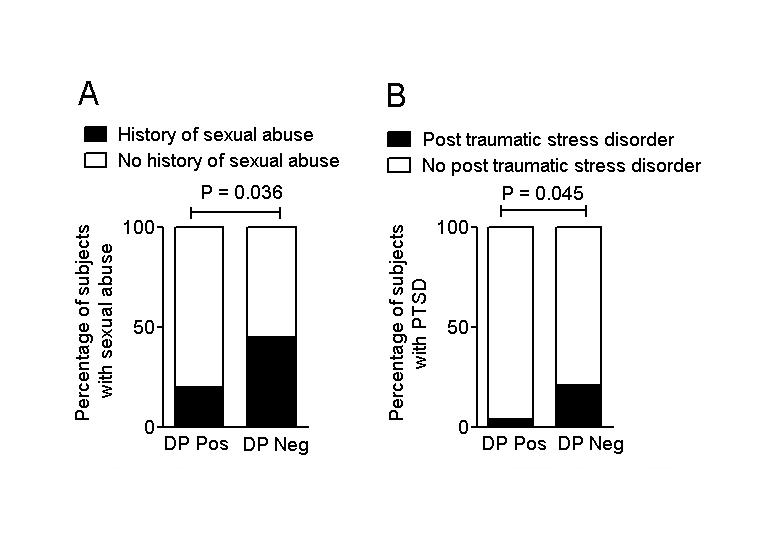 A
History of sexual abuse
No history of sexual abuse
P = 0.036
Percentage of subjects
with sexual abuse
100
50
0
DP Pos
DP Neg
B
Post traumatic stress disorder
No post traumatic stress disorder
P = 0.045
Percentage of subjects
with PTSD
100
50
0
DP Pos
DP Neg